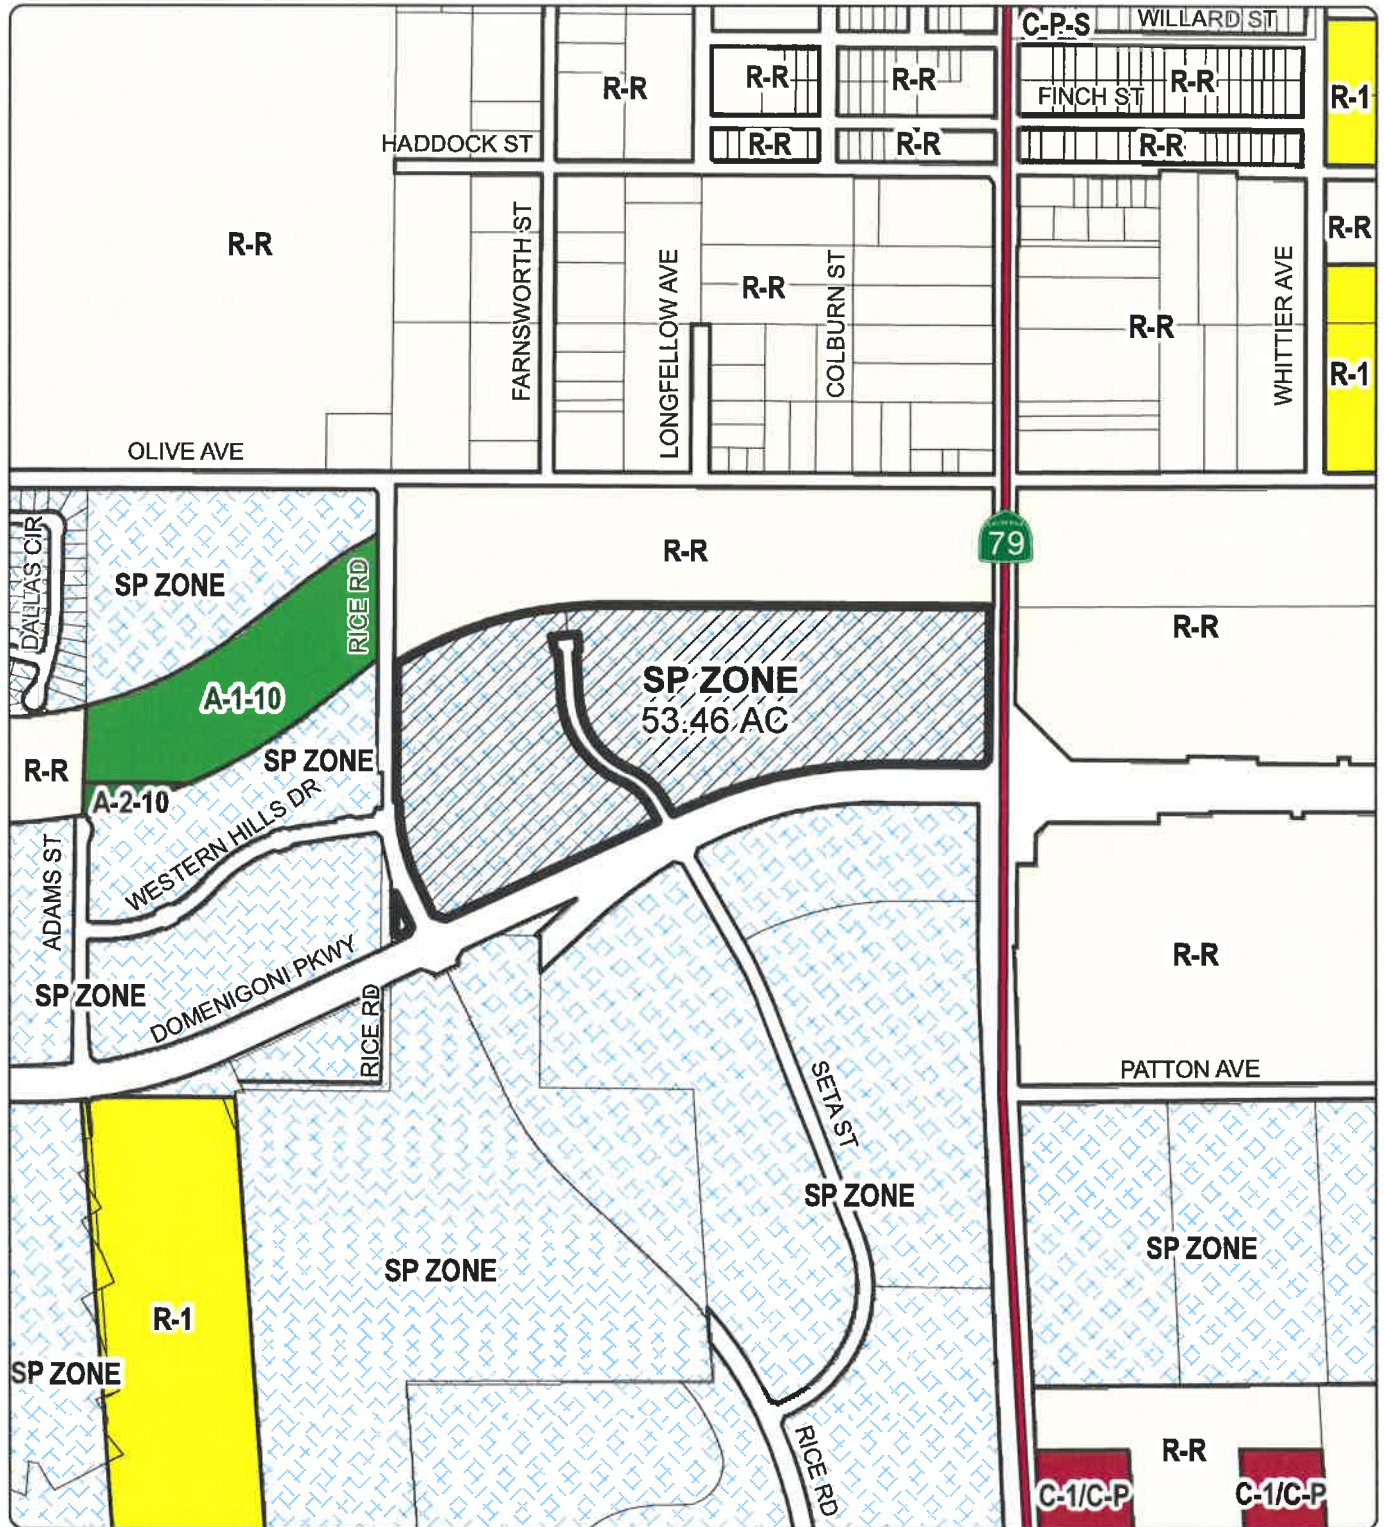 C-P-S
WILLARD ST
R-R
R-R
R-R
R-R
FINCH ST
R-1
HADDOCK ST
R-R
R-R
R-R
R-R
FARNSWORTH ST
LONGFELLOW AVE
R-R
COLBURN ST
R-R
WHITTIER AVE
R-R
R-1
OLIVE AVE
DALLAS CIR
SP ZONE
RICE RD
R-R
79
R-R
A-1-10
SP ZONE
53.46 AC
R-R
SP ZONE
A-2-10
WESTERN HILLS DR
ADAMS ST
SP ZONE
DOMENIGONI PKWY
RICE RD
R-R
PATTON AVE
SETA ST
SP ZONE
SP ZONE
SP ZONE
R-1
SP ZONE
RICE RD
R-R
C-1/C-P
C-1/C-P